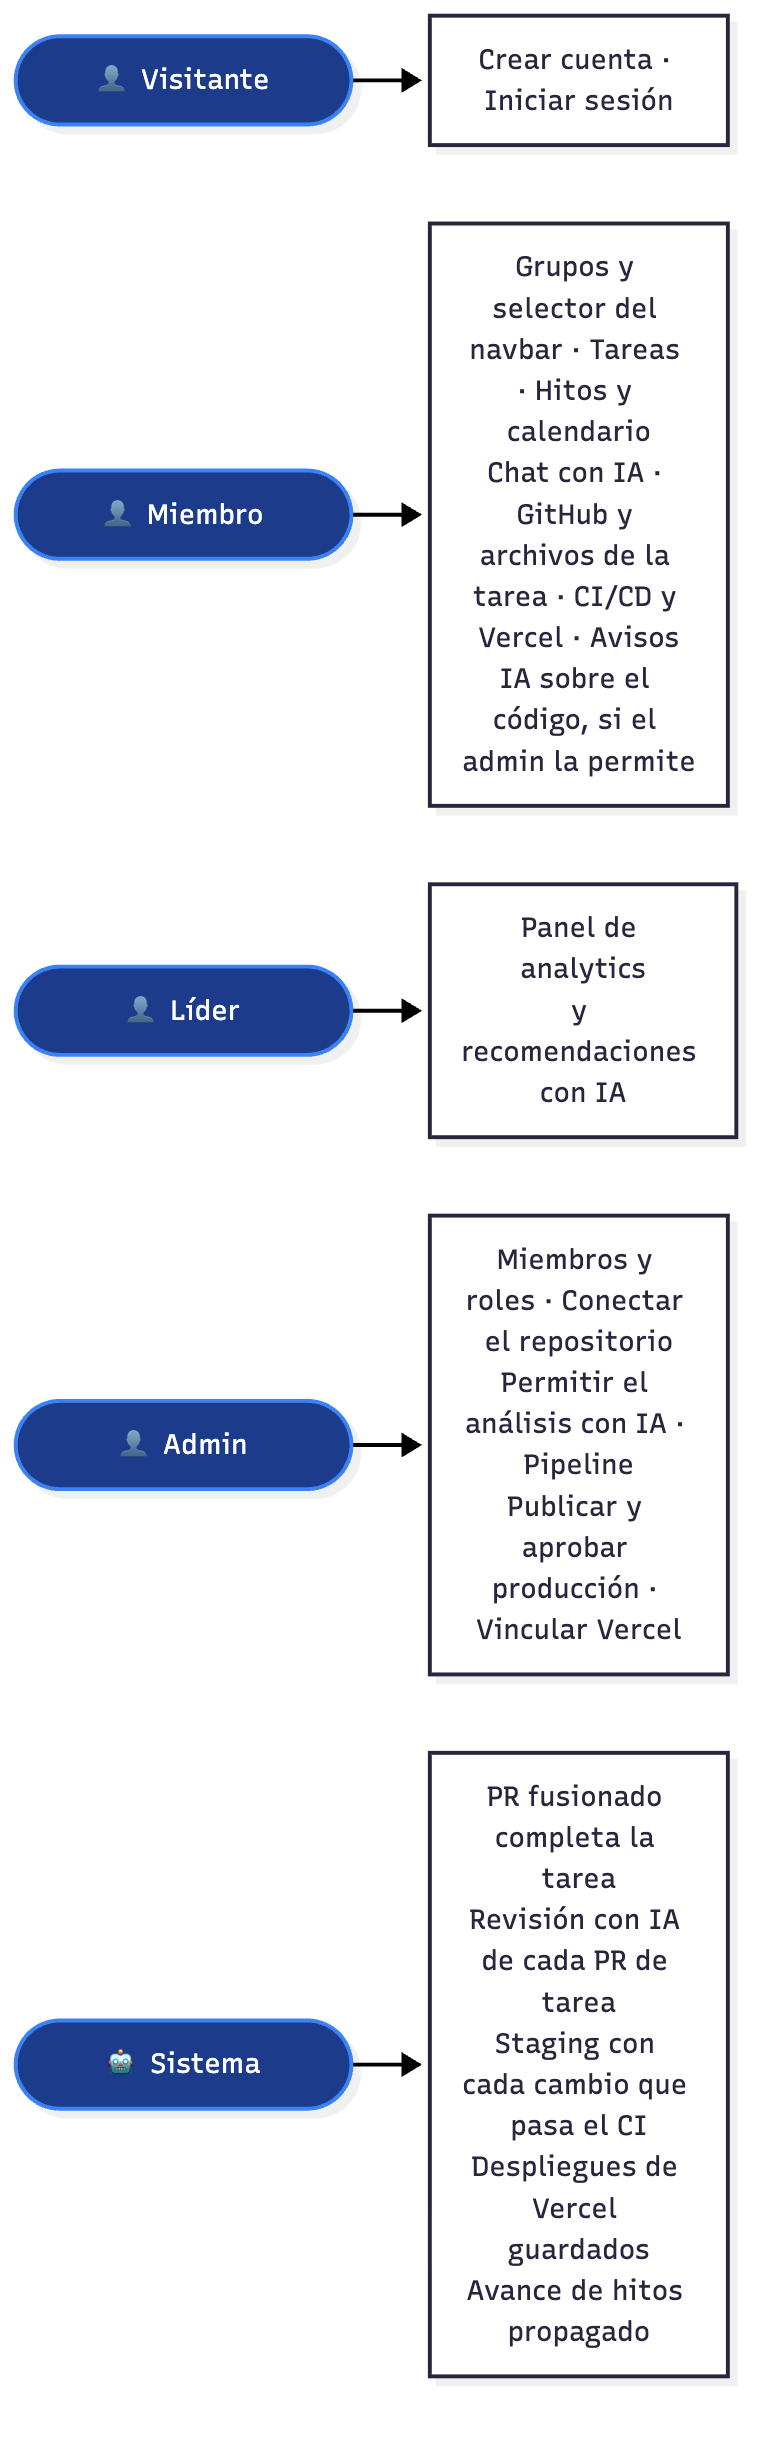 Visitante
Crear cuenta ·
Iniciar sesión
Miembro
Grupos y
selector del
navbar · Tareas
· Hitos y
calendario
Chat con IA ·
GitHub y
archivos de la
tarea · CI/CD y
Vercel · Avisos
IA sobre el
código, si el
admin la permite
Líder
Panel de
analytics
y
recomendaciones
con IA
Admin
Miembros y
roles · Conectar
el repositorio
Permitir el
análisis con IA ·
Pipeline
Publicar y
aprobar
producción ·
Vincular Vercel
Sistema
PR fusionado
completa la
tarea
Revisión con IA
de cada PR de
tarea
Staging con
cada cambio que
pasa el CI
Despliegues de
Vercel
guardados
Avance de hitos
propagado